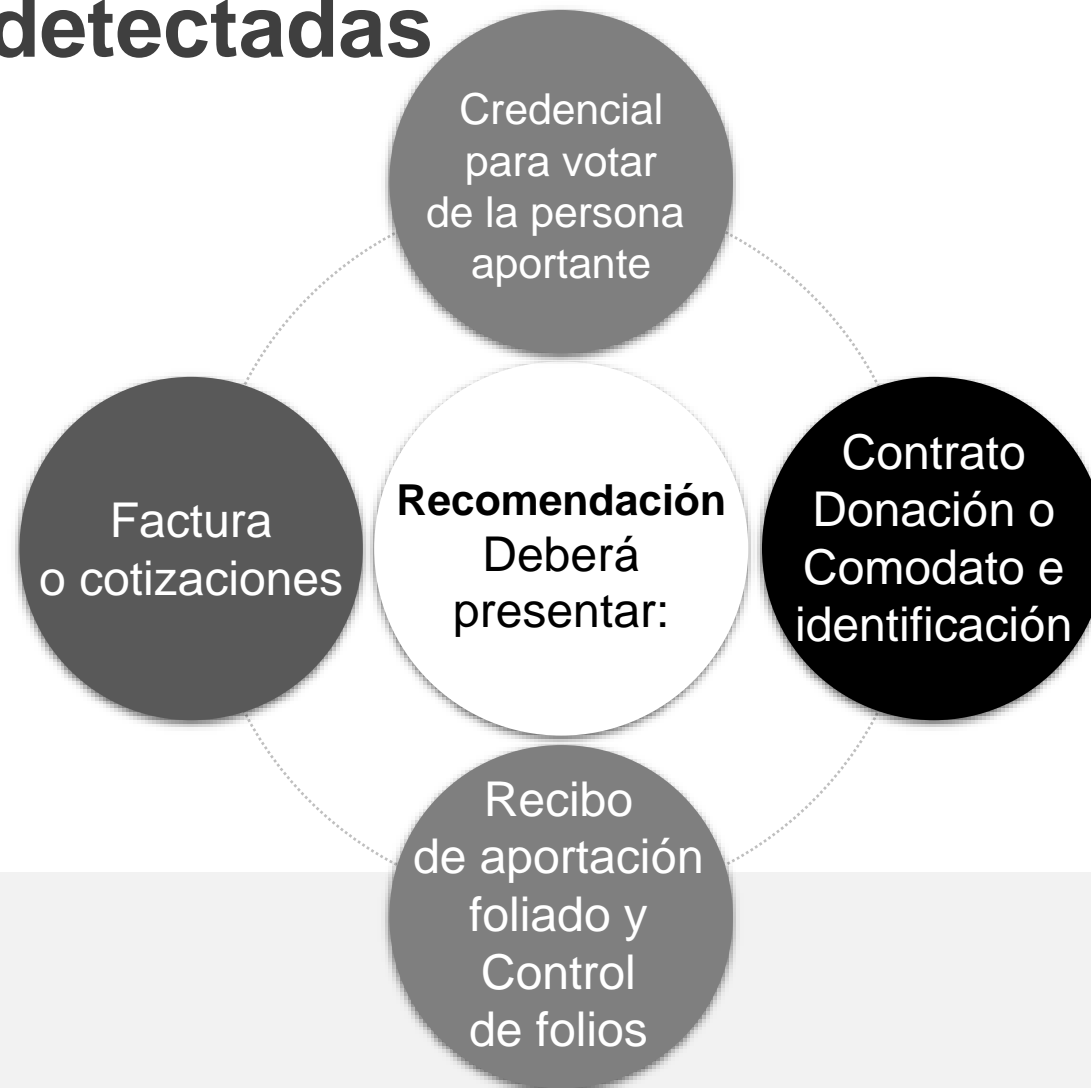 detectadas
Credencial
para votar
de la persona
aportante
Factura
o cotizaciones
Recomendación
Deberá
presentar:
Contrato
Donación o
Comodato e
identificación
Recibo
de aportación
foliado y
Control
de folios